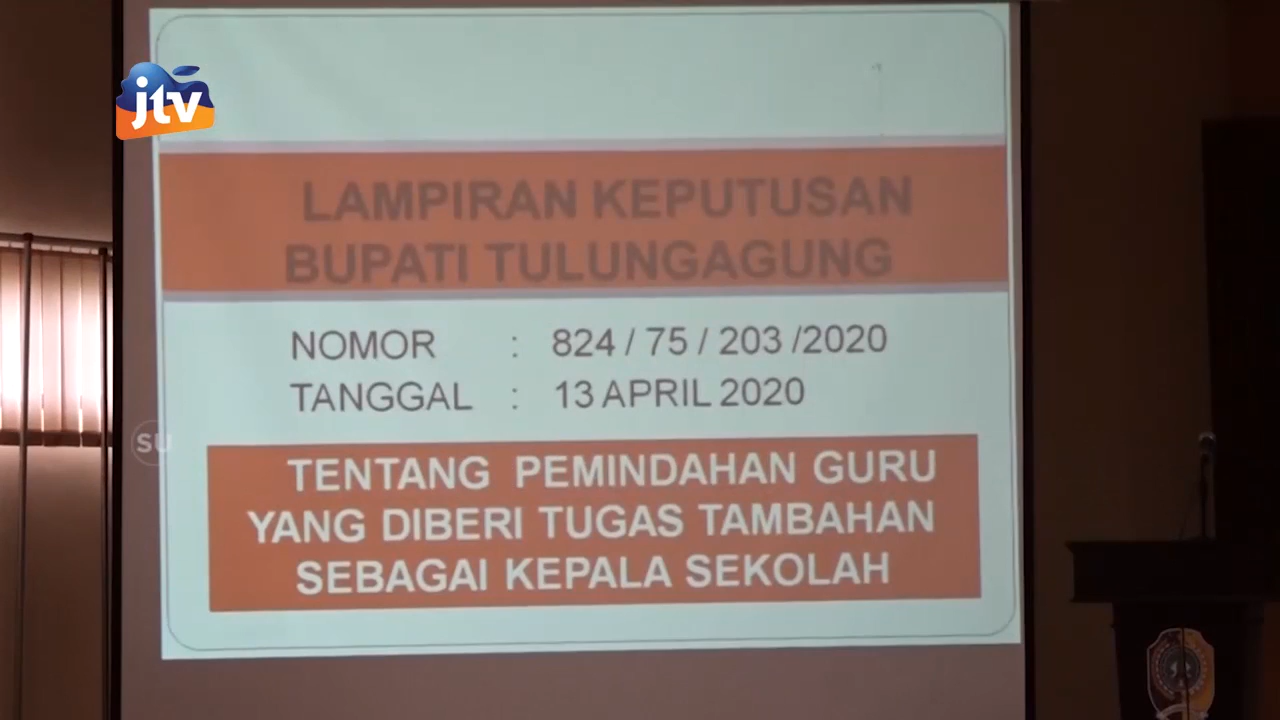 jtv
LAMPIRAN KEPUTUSAN
BUPATI TULUNGAGUNG
NOMOR : 824 / 75 / 203 /2020
TANGGAL : 13 APRIL 2020
SU
TENTANG PEMINDAHAN GURU
YANG DIBERI TUGAS TAMBAHAN
SEBAGAI KEPALA SEKOLAH